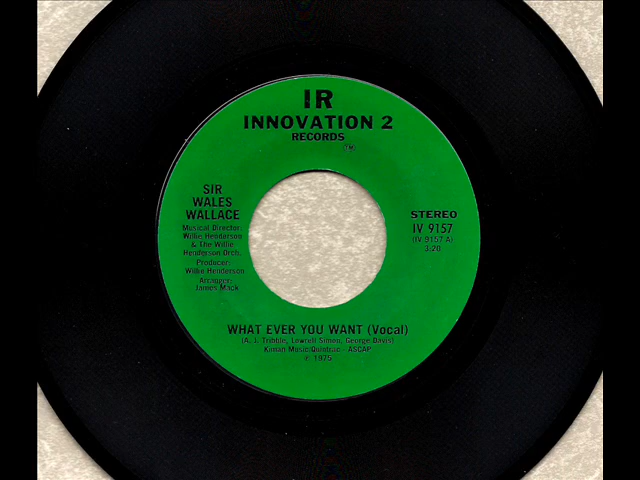 IR
INNOVATION 2
RECORDS
TM
SIR
WALES
WALLACE
Musical Director:
Willie Henderson
& The Willie
Henderson Orch.
Producer:
Willie Henderson
Arranger:
James Mack
STEREO
IV 9157
(IV 9157 A)
3:20
WHAT EVER YOU WANT (Vocal)
(A. J. Tribble, Lowrell Simon, George Davis)
Music - ASCAP
℗ 1975